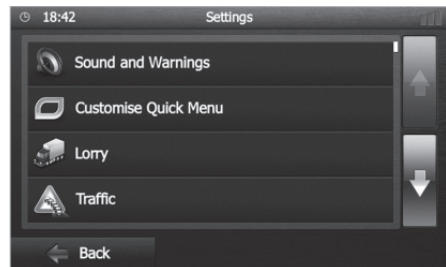 18:42 Settings
Sound and Warnings
Customise Quick Menu
Lorry
Traffic
Back